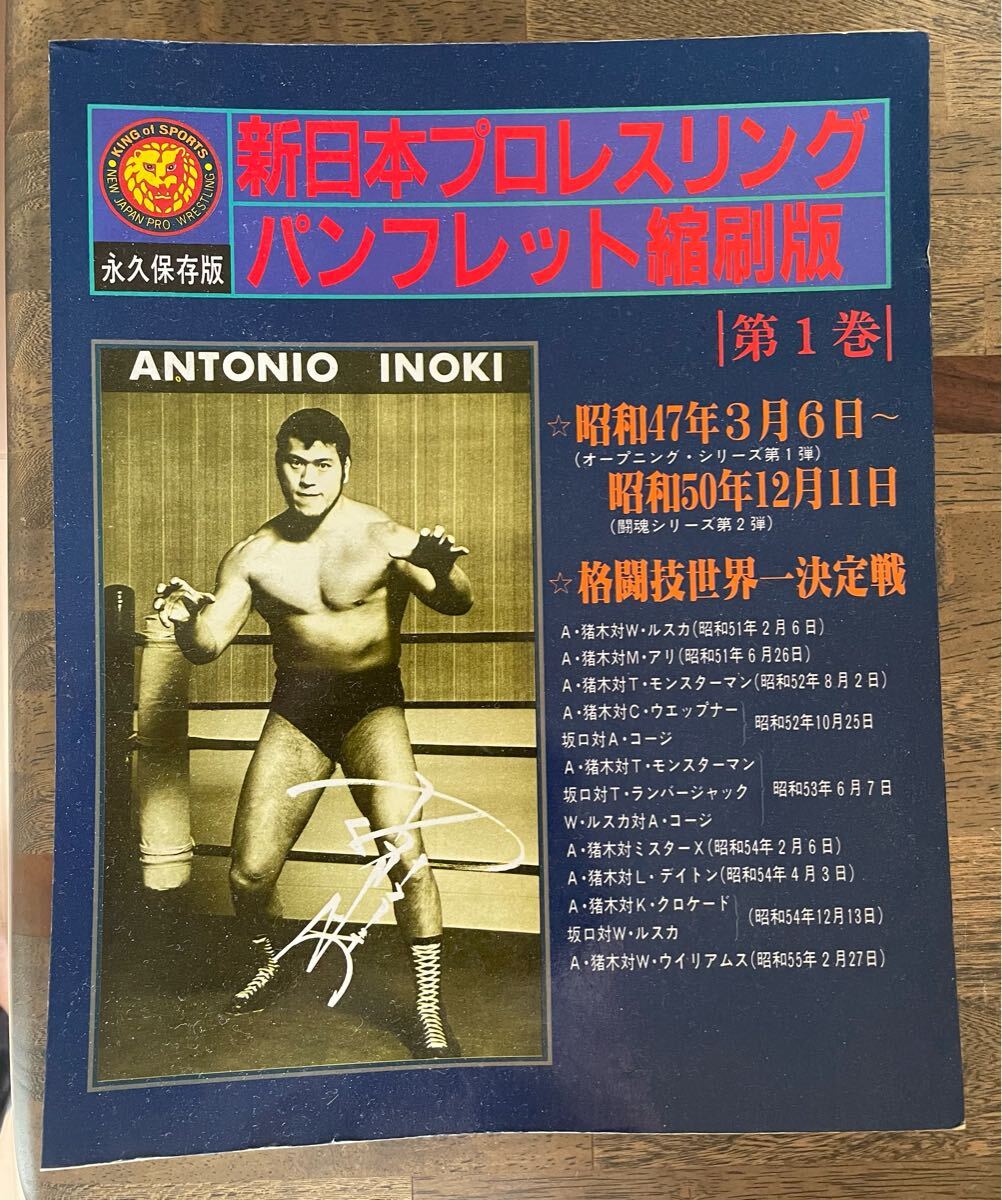 KING of SPORTS
NEW JAPAN PRO-WRESTLING
永久保存版
新日本プロレスリング
パンフレット縮刷版
第1巻
ANTONIO INOKI
☆昭和47年3月6日~
(オープニング・シリーズ第1弾)
昭和50年12月11日
(闘魂シリーズ第2弾)
☆格闘技世界一決定戦
A・猪木対W・ルスカ(昭和51年2月6日)
A・猪木対M・アリ(昭和51年6月26日)
A・猪木対T・モンスターマン(昭和52年8月2日)
A・猪木対C・ウエップナー
坂口対A・コージ
昭和52年10月25日
A・猪木対T・モンスターマン
坂口対T・ランバージャック
W・ルスカ対A・コージ
昭和53年6月7日
A・猪木対ミスターX(昭和54年2月6日)
A・猪木対L・デイトン(昭和54年4月3日)
A・猪木対K・クロケード
坂口対W・ルスカ
(昭和54年12月13日)
A・猪木対W・ウイリアムス(昭和55年2月27日)